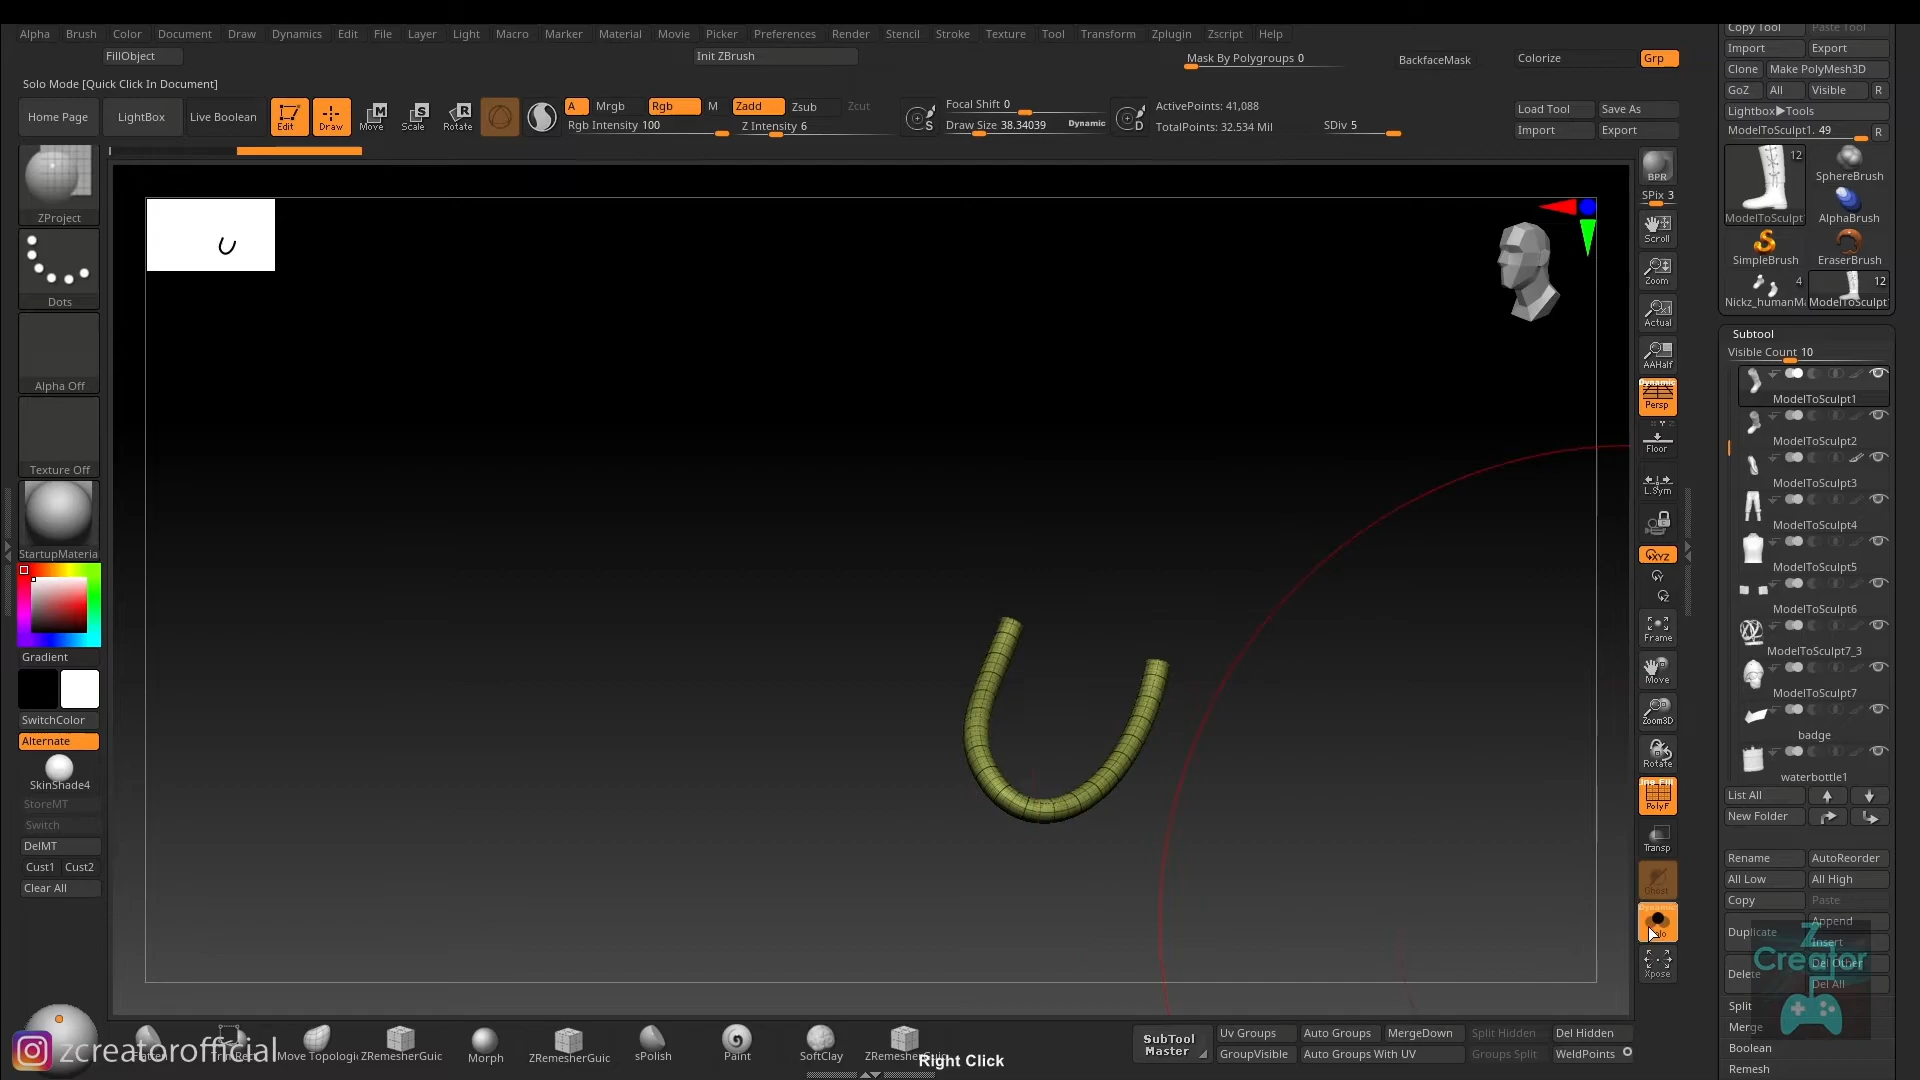 Alpha Brush Color Document Draw Dynamics Edit File Layer Light Macro Marker Material Movie Picker Preferences Render Stencil Stroke Texture Tool Transform Zplugin Zscript Help
FillObject Init ZBrush Mask By Polygroups 0 BackfaceMask Colorize Grp
Solo Mode [Quick Click In Document]
Home Page LightBox Live Boolean Edit Draw Move Scale Rotate
A Mrgb Rgb M Zadd Zsub Zcut
Rgb Intensity 100 Z Intensity 6
Focal Shift 0
Draw Size 38.34039 Dynamic
ActivePoints: 41,088
TotalPoints: 32.534 Mil
SDiv 5
Load Tool Save As
Import Export
Copy Tool Paste Tool
Import Export
Clone Make PolyMesh3D
GoZ All Visible R
Lightbox▶Tools
ModelToSculpt1. 49 R
12
ModelToSculpt
SphereBrush
AlphaBrush
SimpleBrush
EraserBrush
4
Nickz_humanMa
12
ModelToSculpt
ZProject
Dots
Alpha Off
Texture Off
StartupMateria
Gradient
SwitchColor
Alternate
SkinShade4
StoreMT
Switch
DelMT
Cust1 Cust2
Clear All
BPR
SPix 3
Scroll
Zoom
Actual
AAHalf
Dynamic
Persp
Floor
L.Sym
XYZ
Frame
Move
Zoom3D
Rotate
PolyF
Transp
Ghost
Dynamic
Xpose
Subtool
Visible Count 10
ModelToSculpt1
ModelToSculpt2
ModelToSculpt3
ModelToSculpt4
ModelToSculpt5
ModelToSculpt6
ModelToSculpt7_3
ModelToSculpt7
badge
waterbottle1
List All
New Folder
Rename AutoReorder
All Low All High
Copy Paste
Duplicate Append
Insert
Delete Del Other
Del All
Split
Merge
Boolean
Remesh
Z
Creator
zcreatorofficial
Move Topologi ZRemesherGuic Morph ZRemesherGuic sPolish Paint SoftClay
Right Click
SubTool
Master
Uv Groups Auto Groups MergeDown Split Hidden Del Hidden
GroupVisible Auto Groups With UV Groups Split WeldPoints